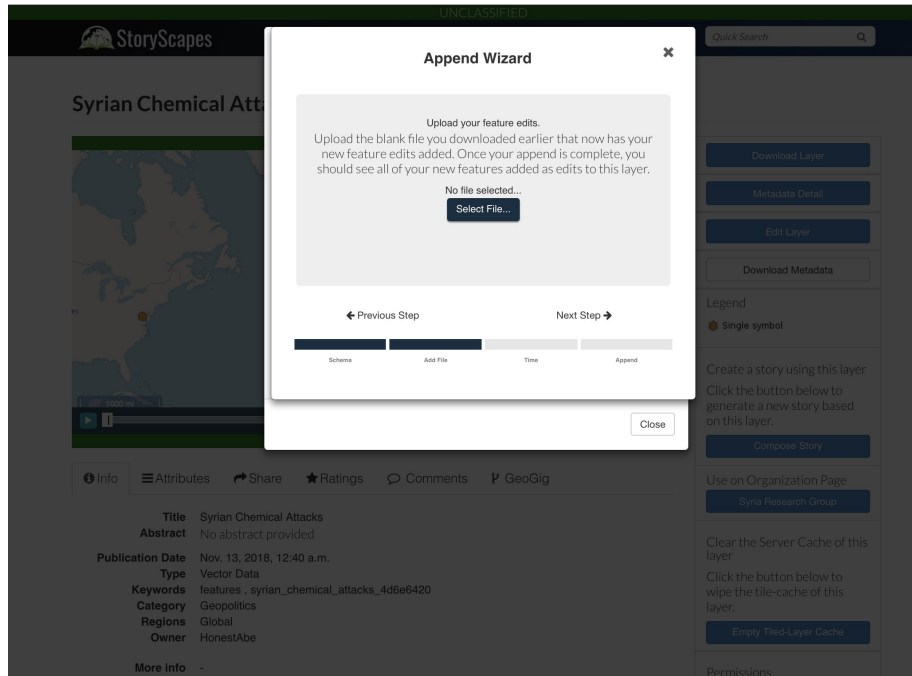 UNCLASSIFIED
StoryScapes
Quick Search
Syrian Chemical
Append Wizard
Upload your feature edits.
Upload the blank file you downloaded earlier that now has your
new feature edits added. Once your append is complete, you
should see all of your new features added as edits to this layer.
No file selected...
Select File...
Previous Step
Next Step
Schema
Add File
Time
Append
Close
1000 mi
Download Layer
Metadata Detail
Edit Layer
Download Metadata
Legend
Single symbol
Create a story using this layer
Click the button below to
generate a new story based
on this layer.
Compose Story
Use on Organization Page
Syria Research Group
Clear the Server Cache of this
layer
Click the button below to
wipe the tile-cache of this
layer.
Empty Tiled-Layer Cache
Permissions
Info
Attributes
Share
Ratings
Comments
GeoGig
Title Syrian Chemical Attacks
Abstract No abstract provided
Publication Date Nov. 13, 2018, 12:40 a.m.
Type Vector Data
Keywords features , syrian_chemical_attacks_4d6e6420
Category Geopolitics
Regions Global
Owner HonestAbe
More info -